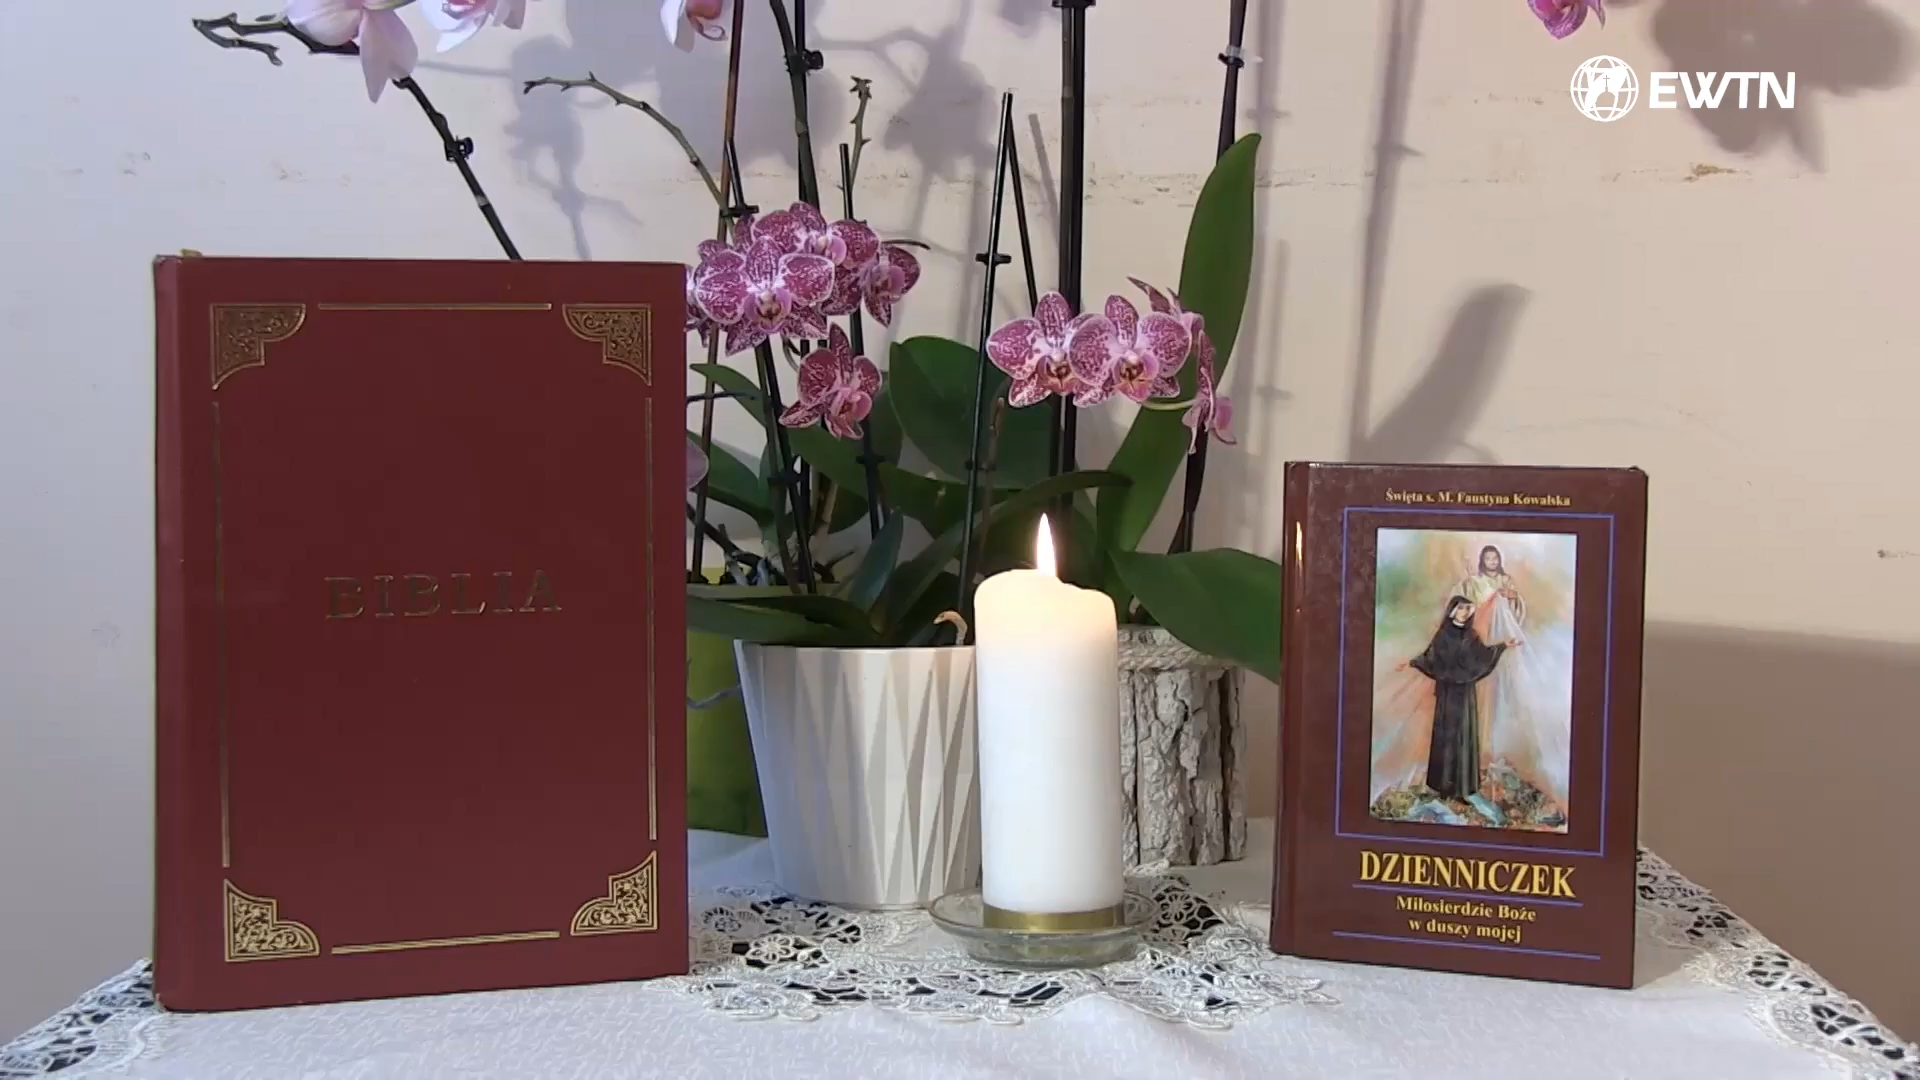 EWTN
BIBLIA
Święta s. M. Faustyna Kowalska
DZIENNICZEK
Miłosierdzie Boże
w duszy mojej